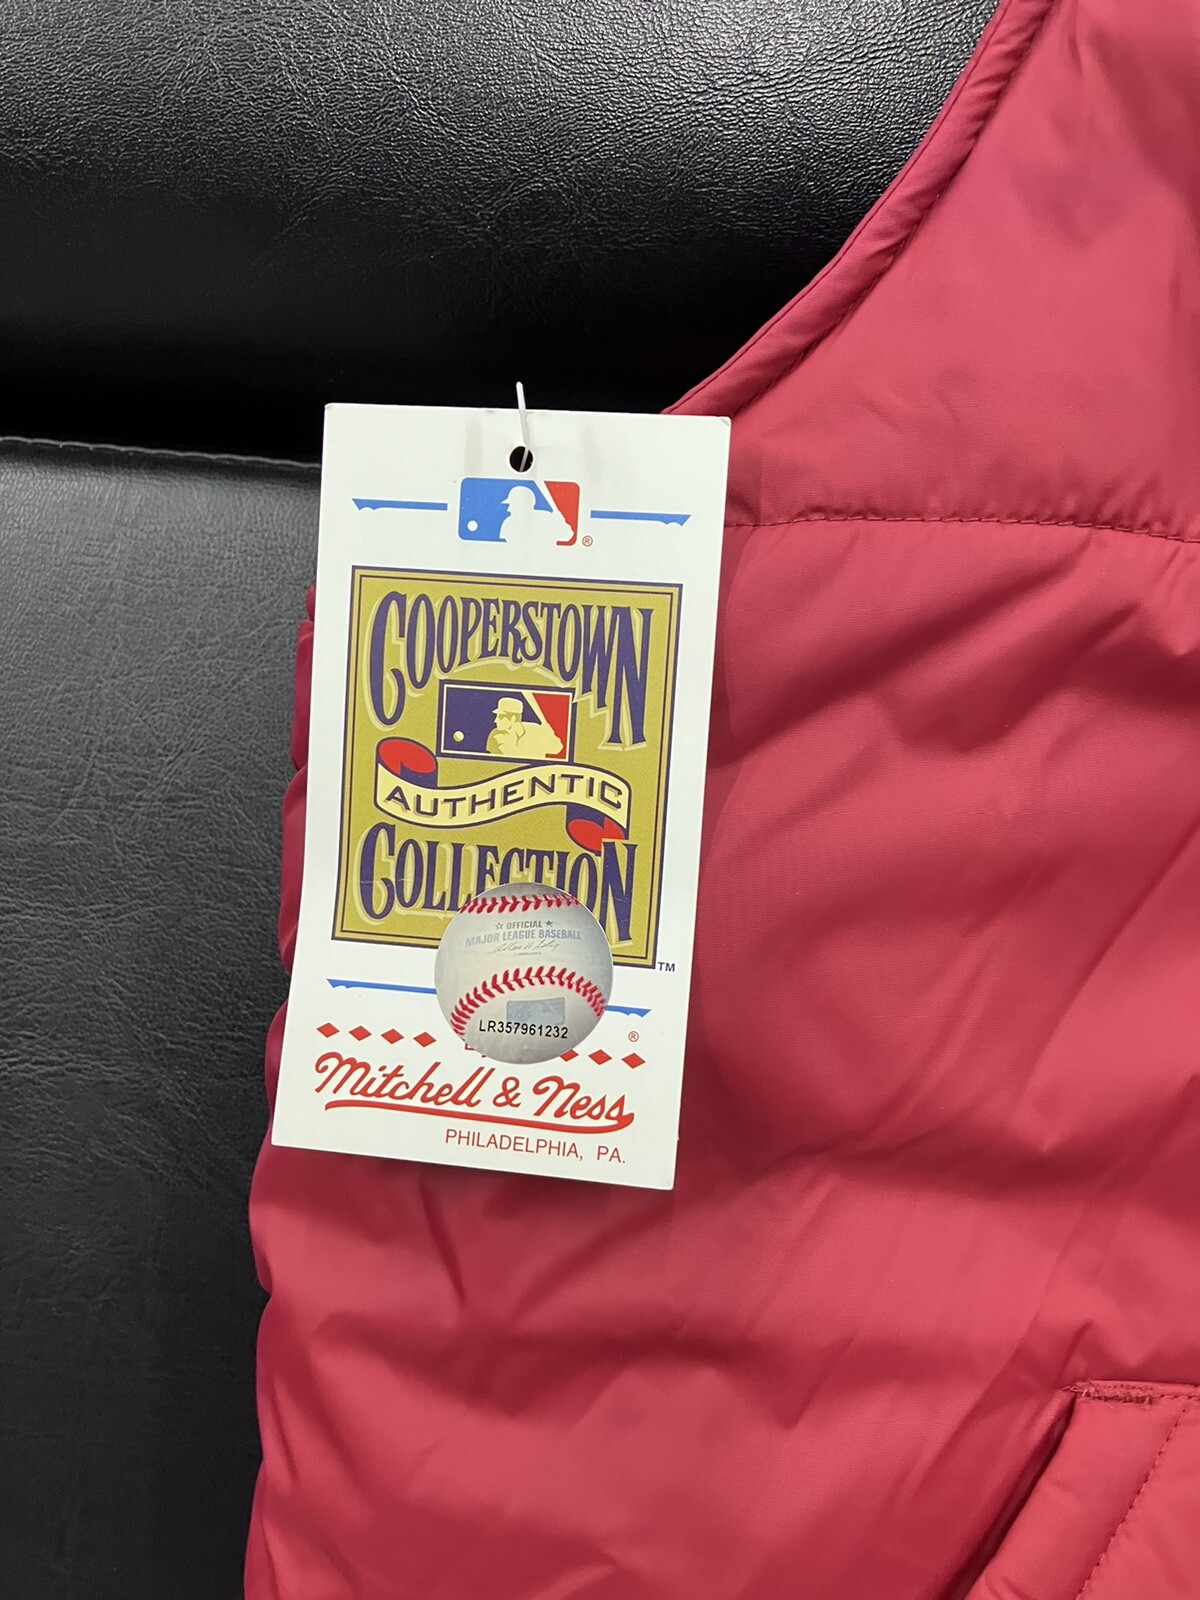 ®
COOPERSTOWN
AUTHENTIC
COLLECTION
☆ OFFICIAL ★
MAJOR LEAGUE BASEBALL
TM
LR357961232
®
Mitchell & Ness
PHILADELPHIA, PA.